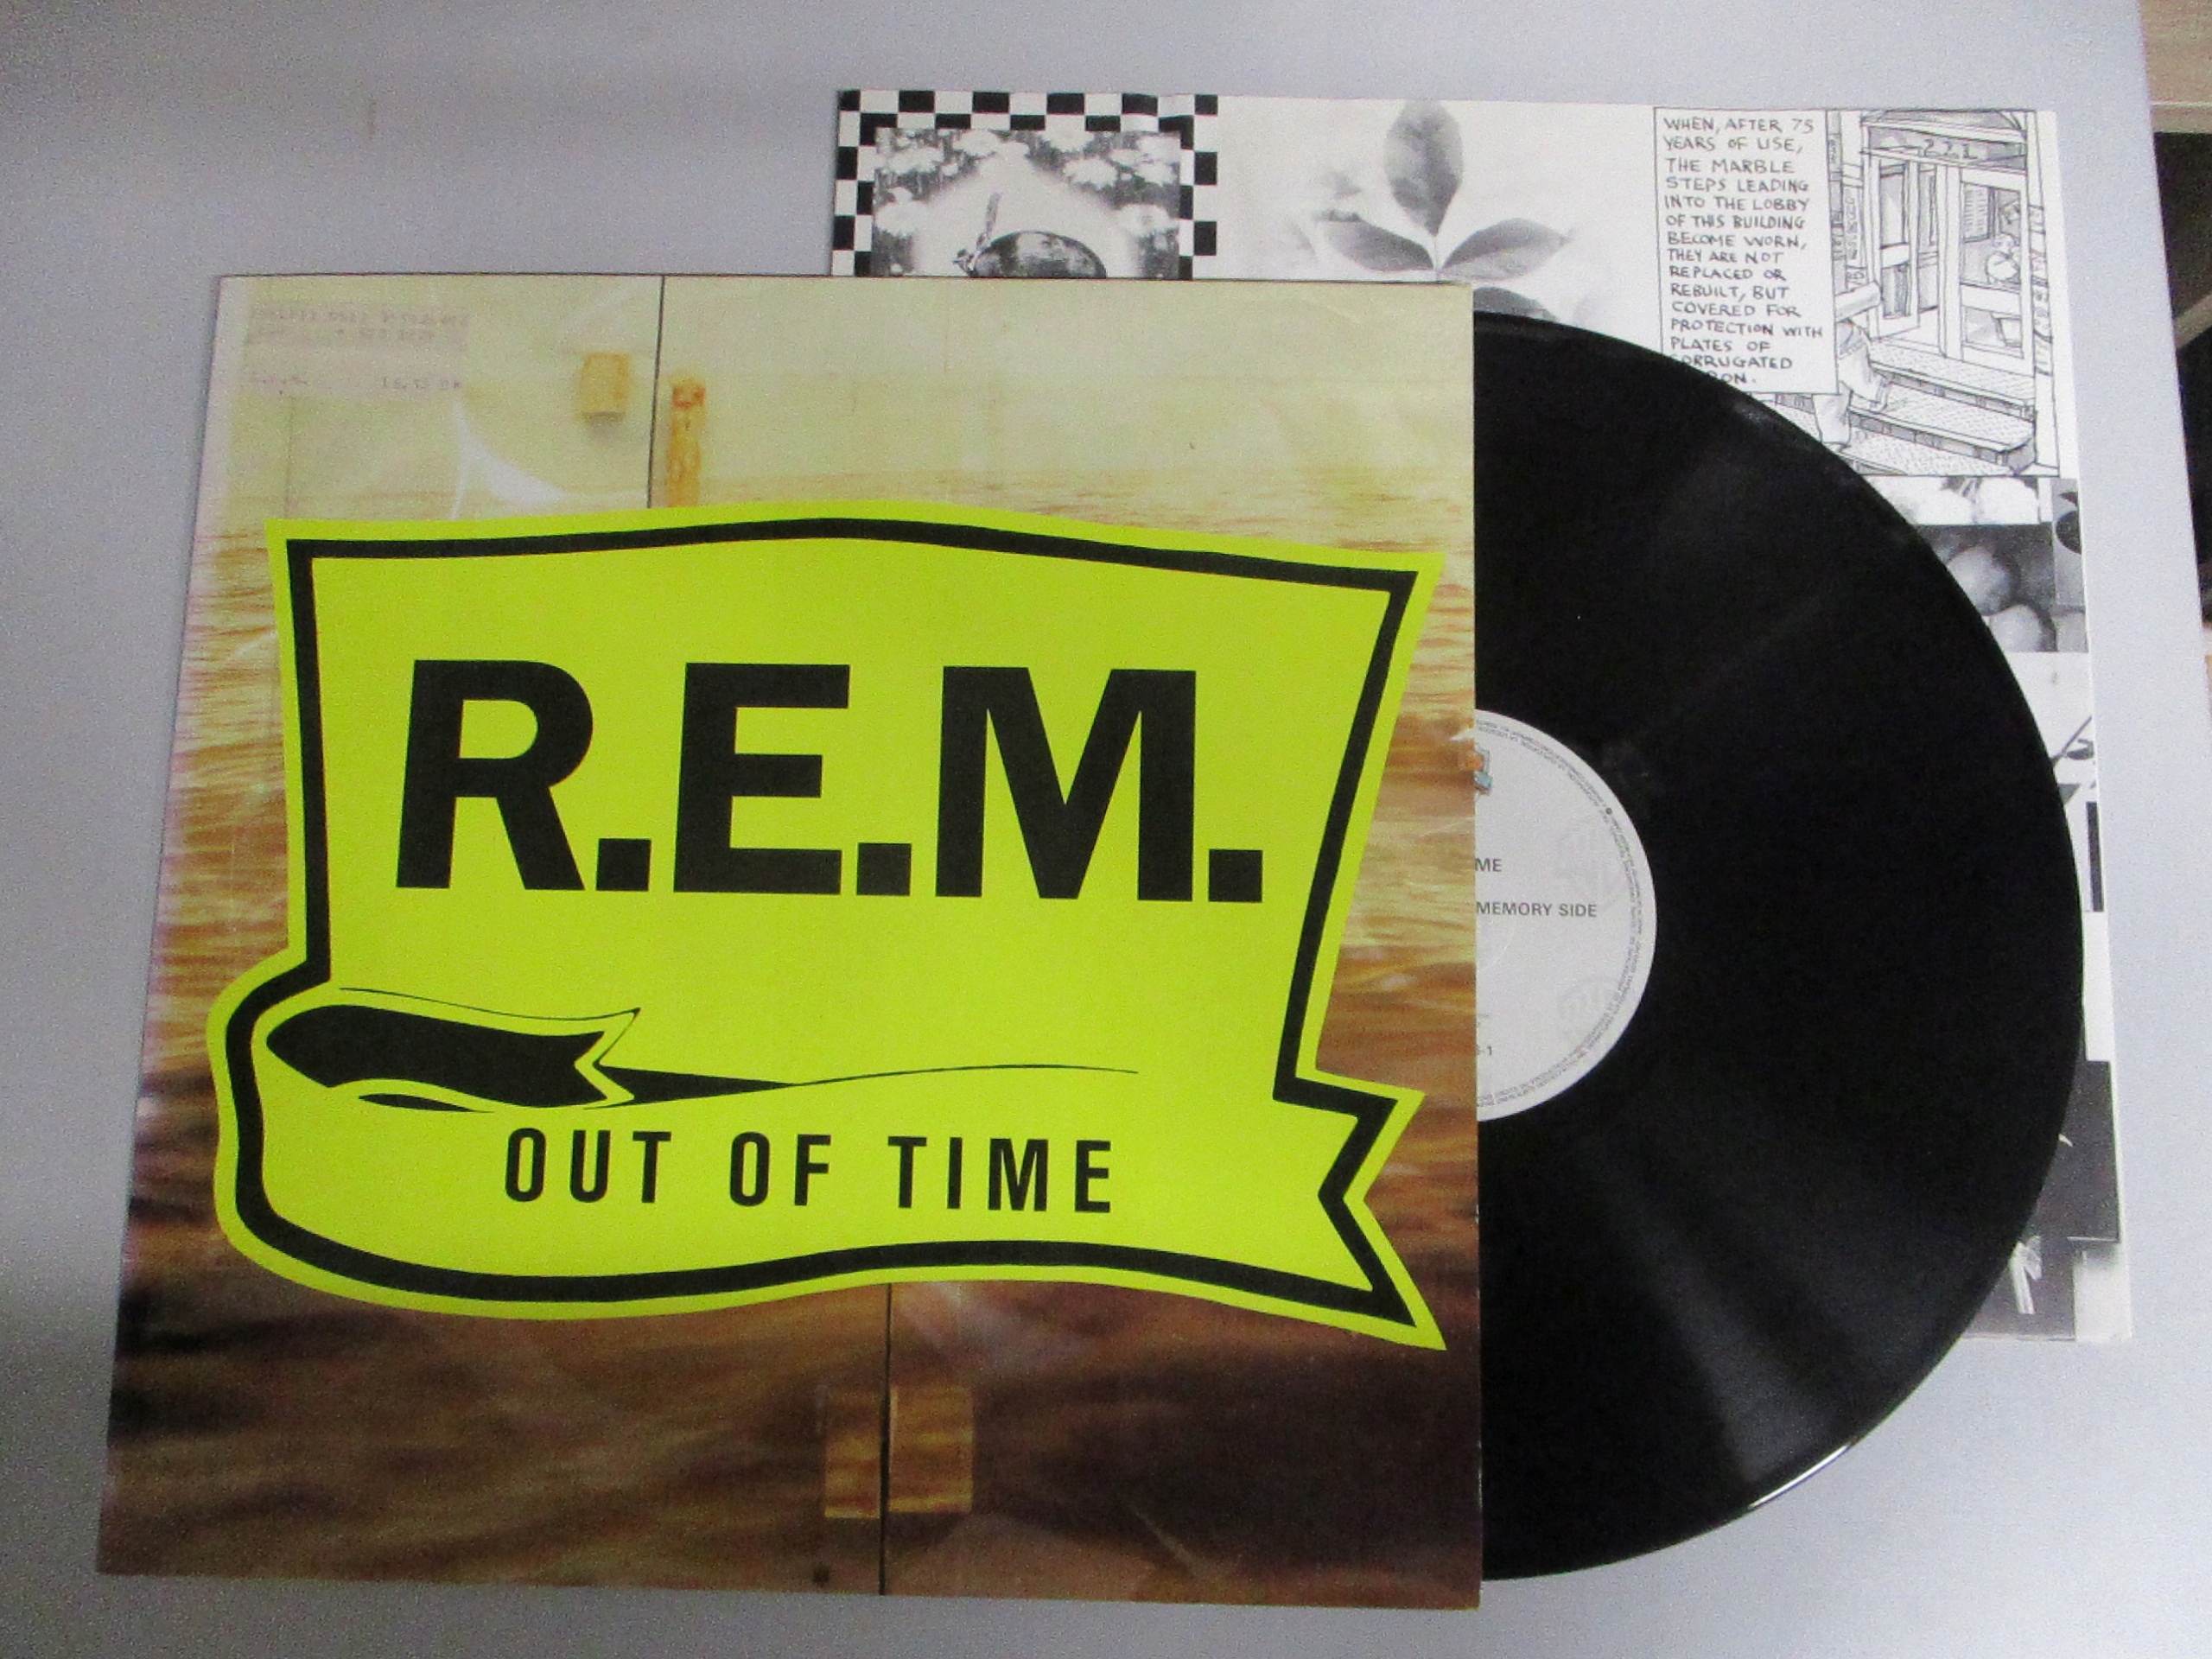 R.E.M.
OUT OF TIME
WHEN, AFTER 75
YEARS OF USE,
THE MARBLE
STEPS LEADING
INTO THE LOBBY
OF THIS BUILDING
BECOME WORN,
THEY ARE NOT
REPLACED OR
REBUILT, BUT
COVERED FOR
PROTECTION WITH
PLATES OF
CORRUGATED
221
ME
MEMORY SIDE
-1